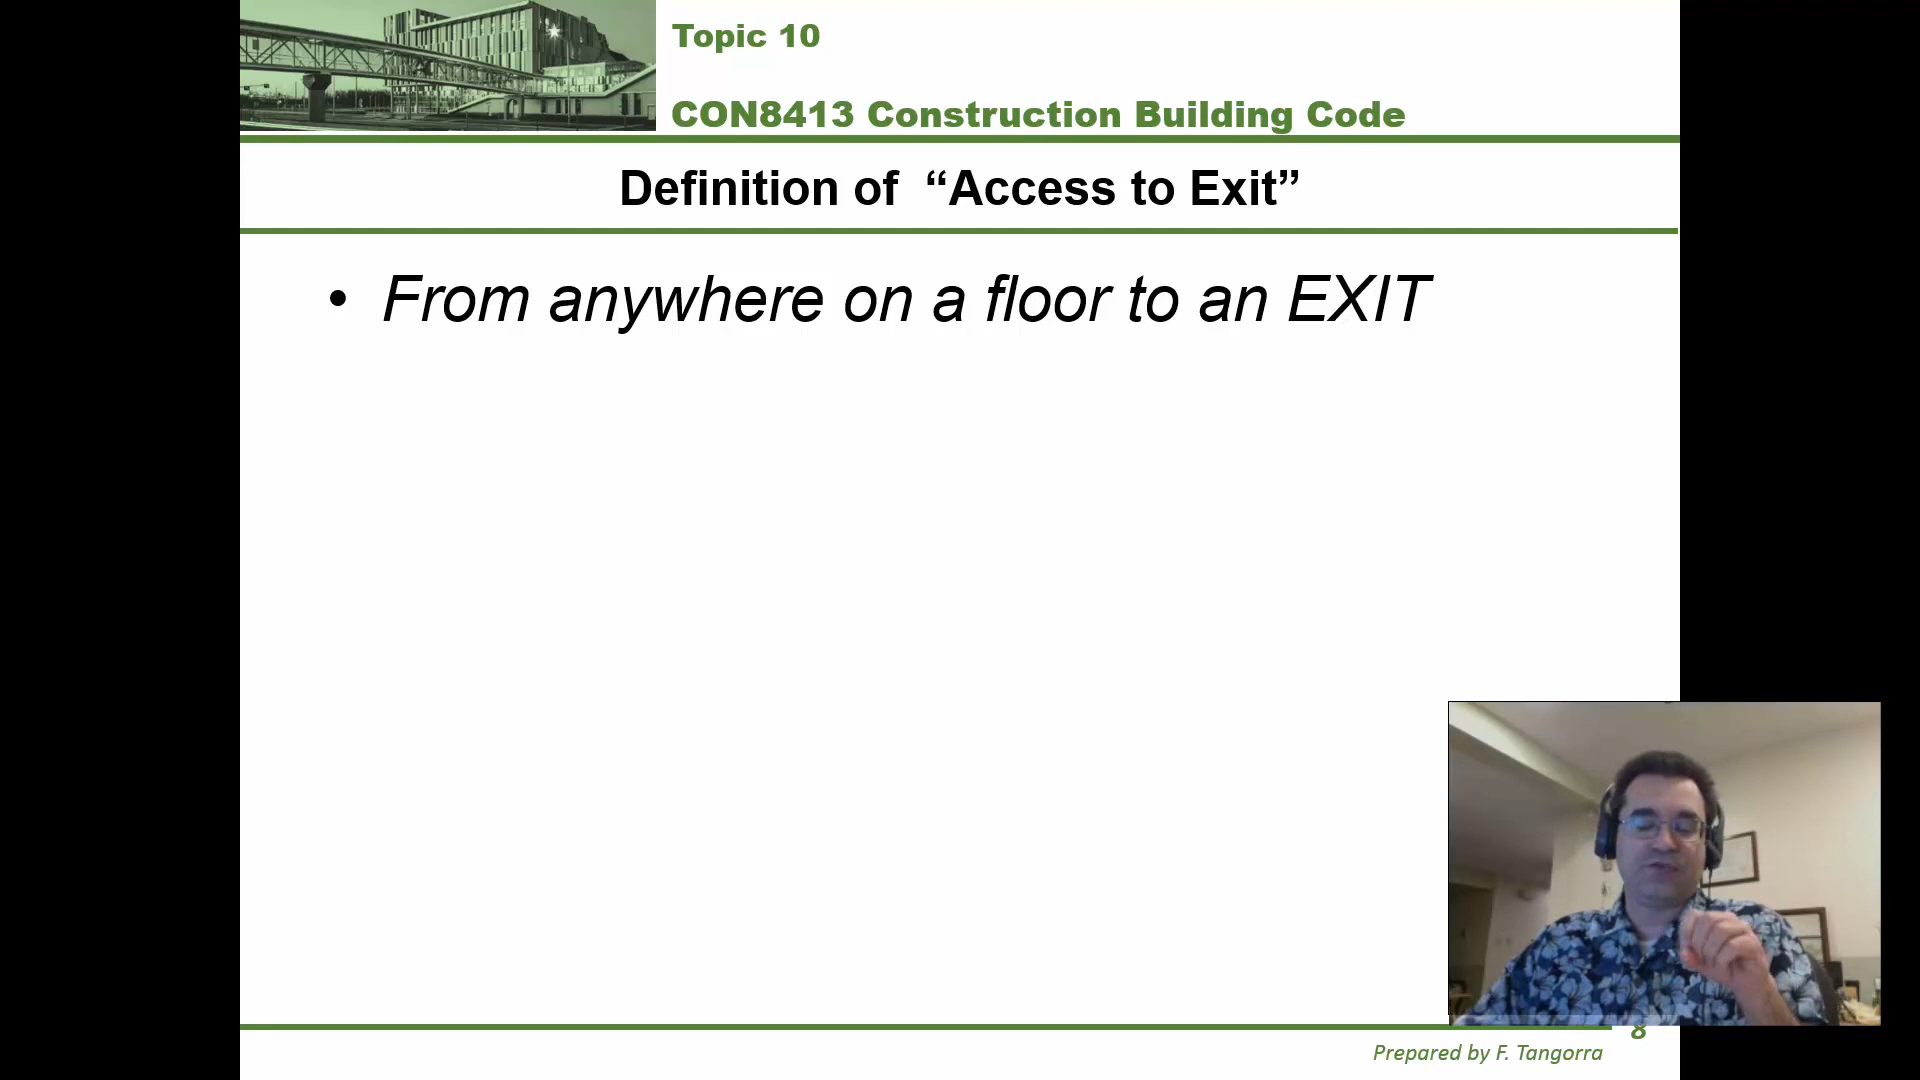 Topic 10
CON8413 Construction Building Code
Definition of “Access to Exit”
• From anywhere on a floor to an EXIT
8
Prepared by F. Tangorra